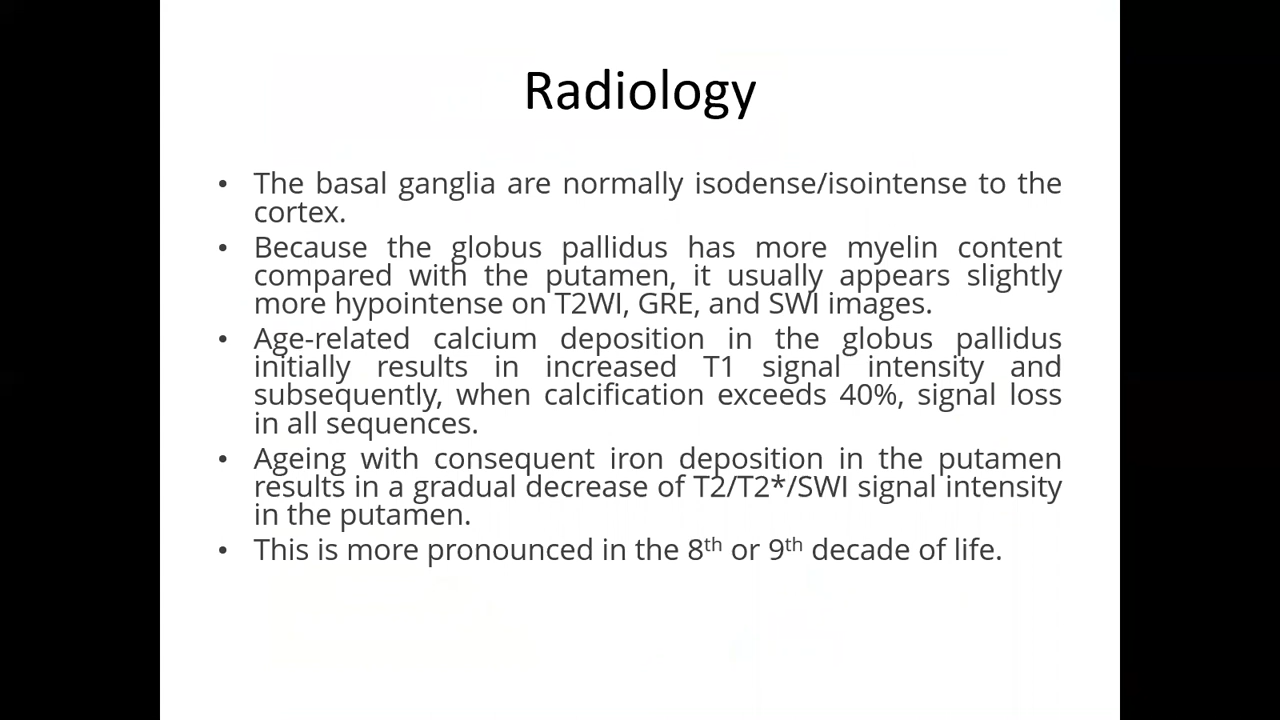 Radiology
• The basal ganglia are normally isodense/isointense to the
cortex.
• Because the globus pallidus has more myelin content
compared with the putamen, it usually appears slightly
more hypointense on T2WI, GRE, and SWI images.
• Age-related calcium deposition in the globus pallidus
initially results in increased T1 signal intensity and
subsequently, when calcification exceeds 40%, signal loss
in all sequences.
• Ageing with consequent iron deposition in the putamen
results in a gradual decrease of T2/T2*/SWI signal intensity
in the putamen.
• This is more pronounced in the 8th or 9th decade of life.